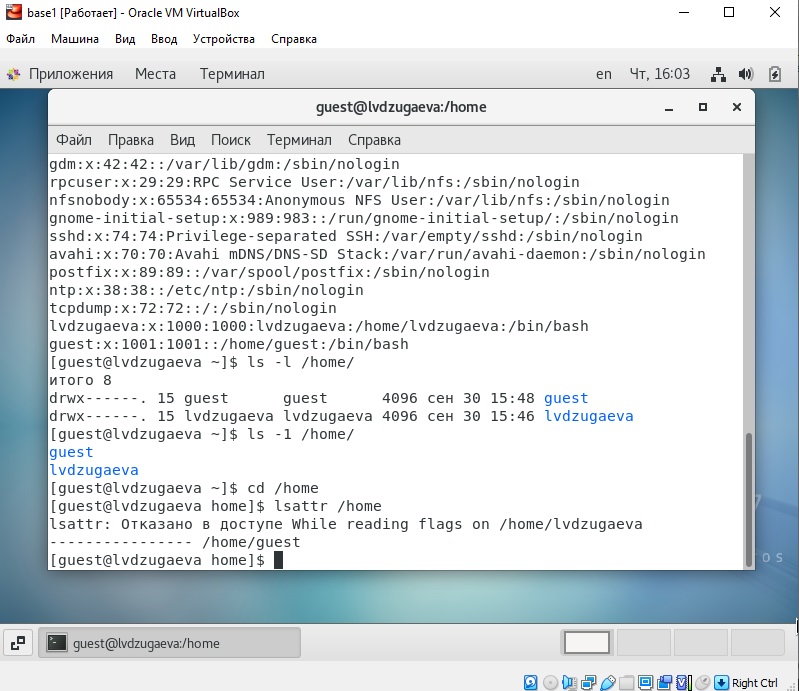 base1 [Работает] - Oracle VM VirtualBox
Файл Машина Вид Ввод Устройства Справка
Приложения Места Терминал en Чт, 16:03
guest@lvdzugaeva:/home
Файл Правка Вид Поиск Терминал Справка
gdm:x:42:42::/var/lib/gdm:/sbin/nologin
rpcuser:x:29:29:RPC Service User:/var/lib/nfs:/sbin/nologin
nfsnobody:x:65534:65534:Anonymous NFS User:/var/lib/nfs:/sbin/nologin
gnome-initial-setup:x:989:983::/run/gnome-initial-setup/:/sbin/nologin
sshd:x:74:74:Privilege-separated SSH:/var/empty/sshd:/sbin/nologin
avahi:x:70:70:Avahi mDNS/DNS-SD Stack:/var/run/avahi-daemon:/sbin/nologin
postfix:x:89:89::/var/spool/postfix:/sbin/nologin
ntp:x:38:38::/etc/ntp:/sbin/nologin
tcpdump:x:72:72::/:/sbin/nologin
lvdzugaeva:x:1000:1000:lvdzugaeva:/home/lvdzugaeva:/bin/bash
guest:x:1001:1001::/home/guest:/bin/bash
[guest@lvdzugaeva ~]$ ls -l /home/
итого 8
drwx------. 15 guest      guest      4096 сен 30 15:48 guest
drwx------. 15 lvdzugaeva lvdzugaeva 4096 сен 30 15:46 lvdzugaeva
[guest@lvdzugaeva ~]$ ls -1 /home/
guest
lvdzugaeva
[guest@lvdzugaeva ~]$ cd /home
[guest@lvdzugaeva home]$ lsattr /home
lsattr: Отказано в доступе While reading flags on /home/lvdzugaeva
---------------- /home/guest
[guest@lvdzugaeva home]$
7
OS
guest@lvdzugaeva:/home
Right Ctrl